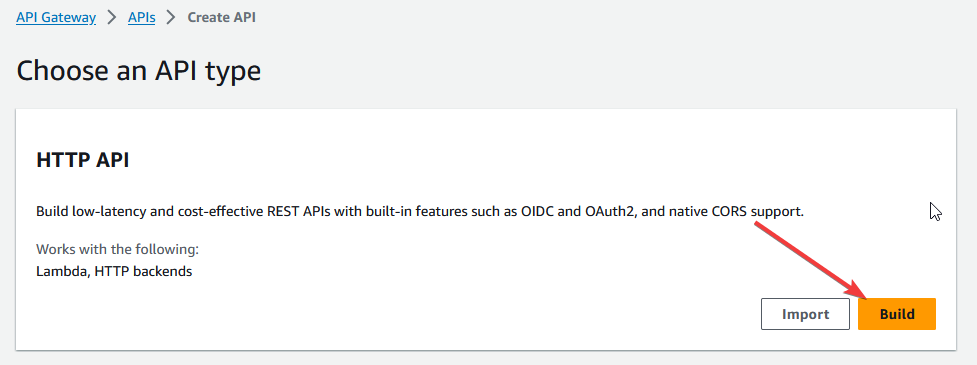 API Gateway > APIs > Create API
Choose an API type
HTTP API
Build low-latency and cost-effective REST APIs with built-in features such as OIDC and OAuth2, and native CORS support.
Works with the following:
Lambda, HTTP backends
Import Build